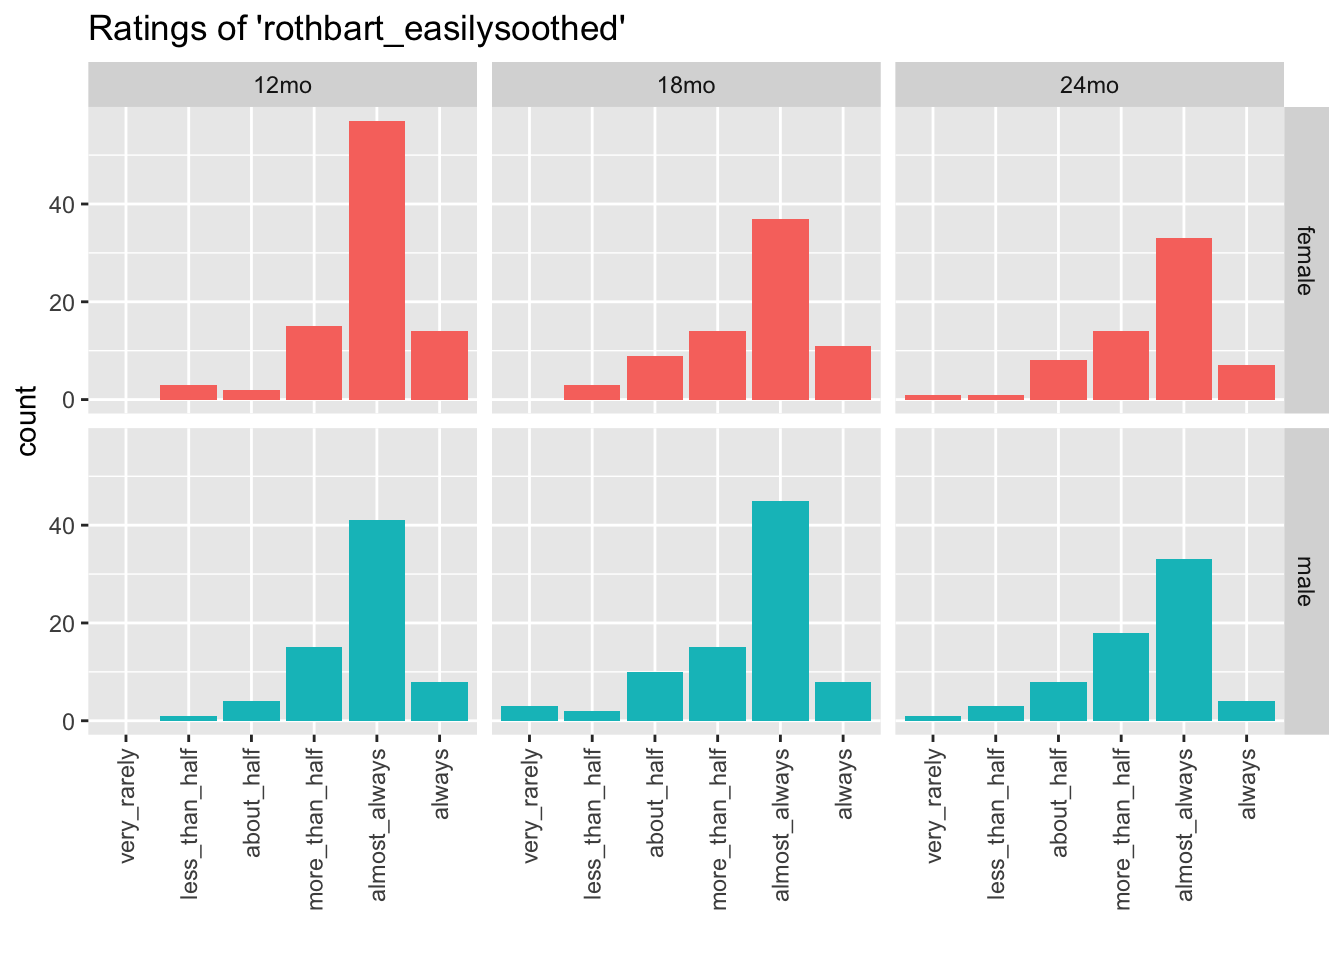 Ratings of 'rothbart_easilysoothed'
12mo 18mo 24mo
count
40
20
0
female
40
20
0
male
very_rarely
less_than_half
about_half
more_than_half
almost_always
always
very_rarely
less_than_half
about_half
more_than_half
almost_always
always
very_rarely
less_than_half
about_half
more_than_half
almost_always
always